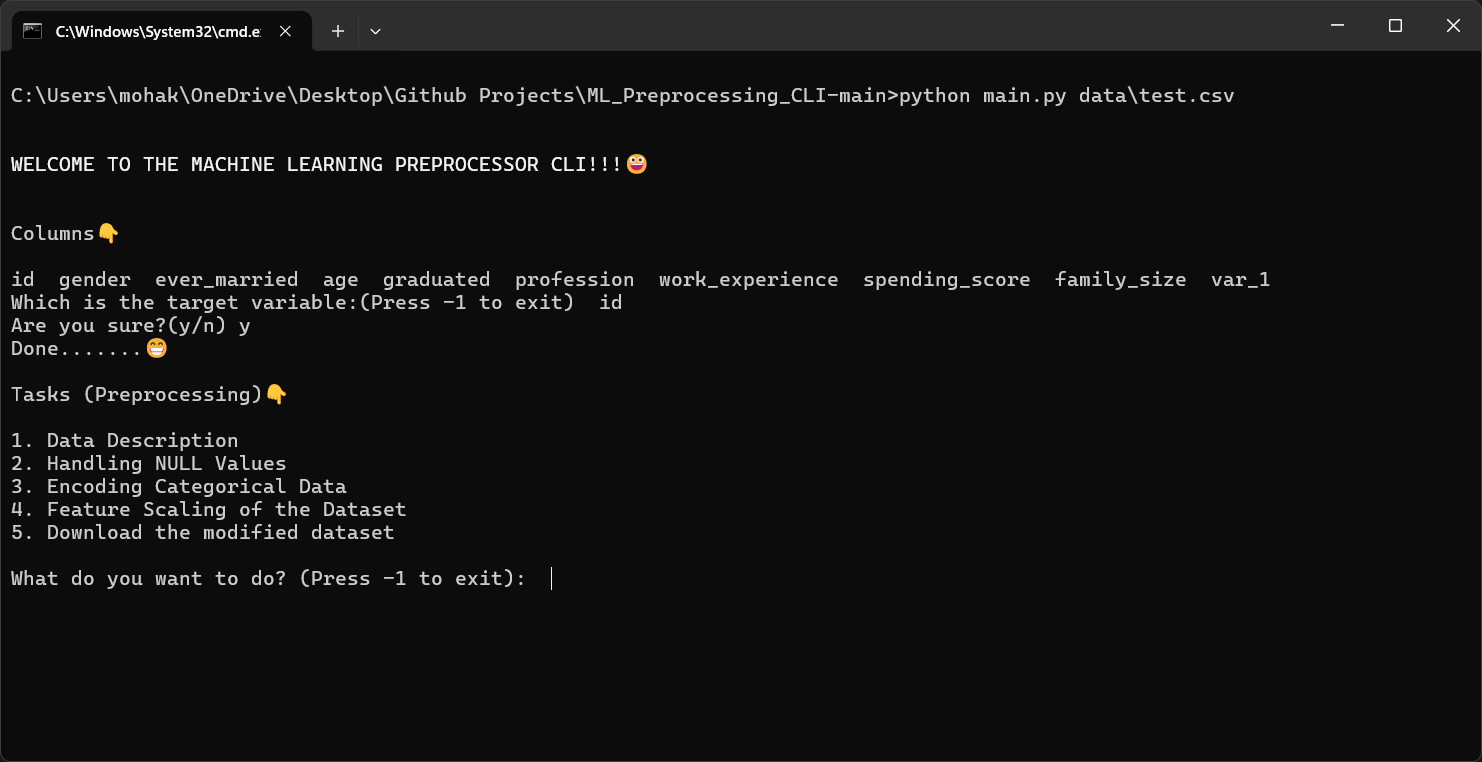 C:\Windows\System32\cmd.e
C:\Users\mohak\OneDrive\Desktop\Github Projects\ML_Preprocessing_CLI-main>python main.py data\test.csv
WELCOME TO THE MACHINE LEARNING PREPROCESSOR CLI!!!😀
Columns👇
id  gender  ever_married  age  graduated  profession  work_experience  spending_score  family_size  var_1
Which is the target variable:(Press -1 to exit)  id
Are you sure?(y/n) y
Done.......😁
Tasks (Preprocessing)👇
1. Data Description
2. Handling NULL Values
3. Encoding Categorical Data
4. Feature Scaling of the Dataset
5. Download the modified dataset
What do you want to do? (Press -1 to exit):